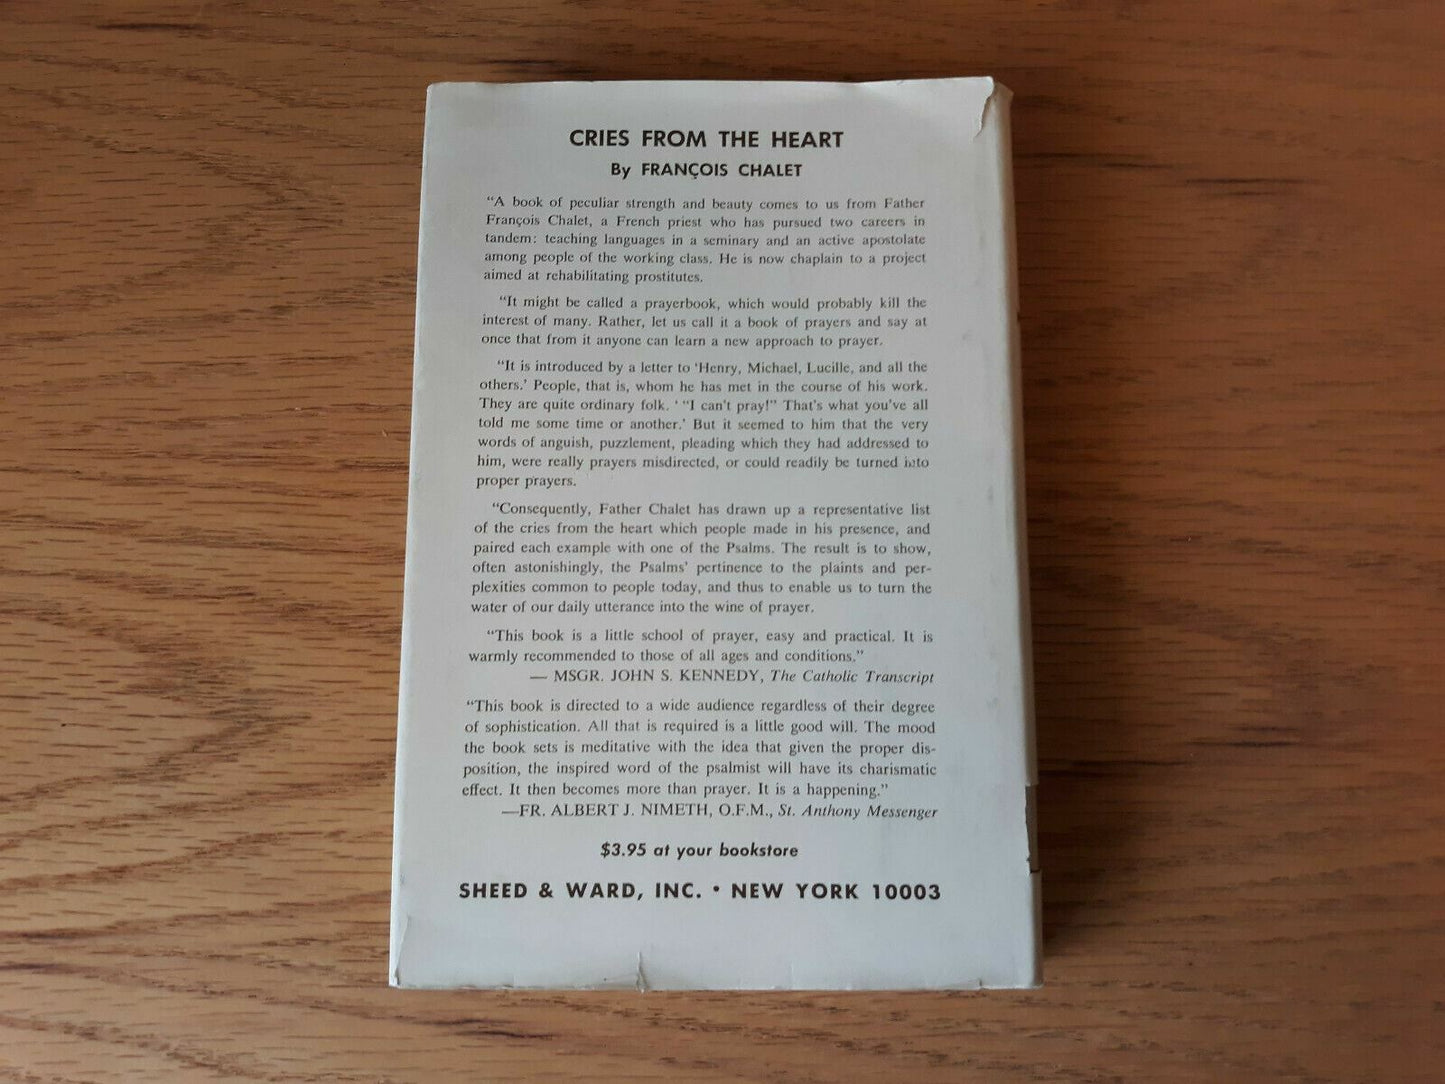 CRIES FROM THE HEART
By FRANÇOIS CHALET
“A book of peculiar strength and beauty comes to us from Father
François Chalet, a French priest who has pursued two careers in
tandem: teaching languages in a seminary and an active apostolate
among people of the working class. He is now chaplain to a project
aimed at rehabilitating prostitutes.
“It might be called a prayerbook, which would probably kill the
interest of many. Rather, let us call it a book of prayers and say at
once that from it anyone can learn a new approach to prayer.
“It is introduced by a letter to ‘Henry, Michael, Lucille, and all the
others.’ People, that is, whom he has met in the course of his work.
They are quite ordinary folk. ‘ “I can't pray!” That's what you've all
told me some time or another.’ But it seemed to him that the very
words of anguish, puzzlement, pleading which they had addressed to
him, were really prayers misdirected, or could readily be turned into
proper prayers.
“Consequently, Father Chalet has drawn up a representative list
of the cries from the heart which people made in his presence, and
paired each example with one of the Psalms. The result is to show,
often astonishingly, the Psalms' pertinence to the plaints and per-
plexities common to people today, and thus to enable us to turn the
water of our daily utterance into the wine of prayer.
“This book is a little school of prayer, easy and practical. It is
warmly recommended to those of all ages and conditions.”
— MSGR. JOHN S. KENNEDY, The Catholic Transcript
“This book is directed to a wide audience regardless of their degree
of sophistication. All that is required is a little good will. The mood
the book sets is meditative with the idea that given the proper dis-
position, the inspired word of the psalmist will have its charismatic
effect. It then becomes more than prayer. It is a happening.”
—FR. ALBERT J. NIMETH, O.F.M., St. Anthony Messenger
$3.95 at your bookstore
SHEED & WARD, INC. • NEW YORK 10003